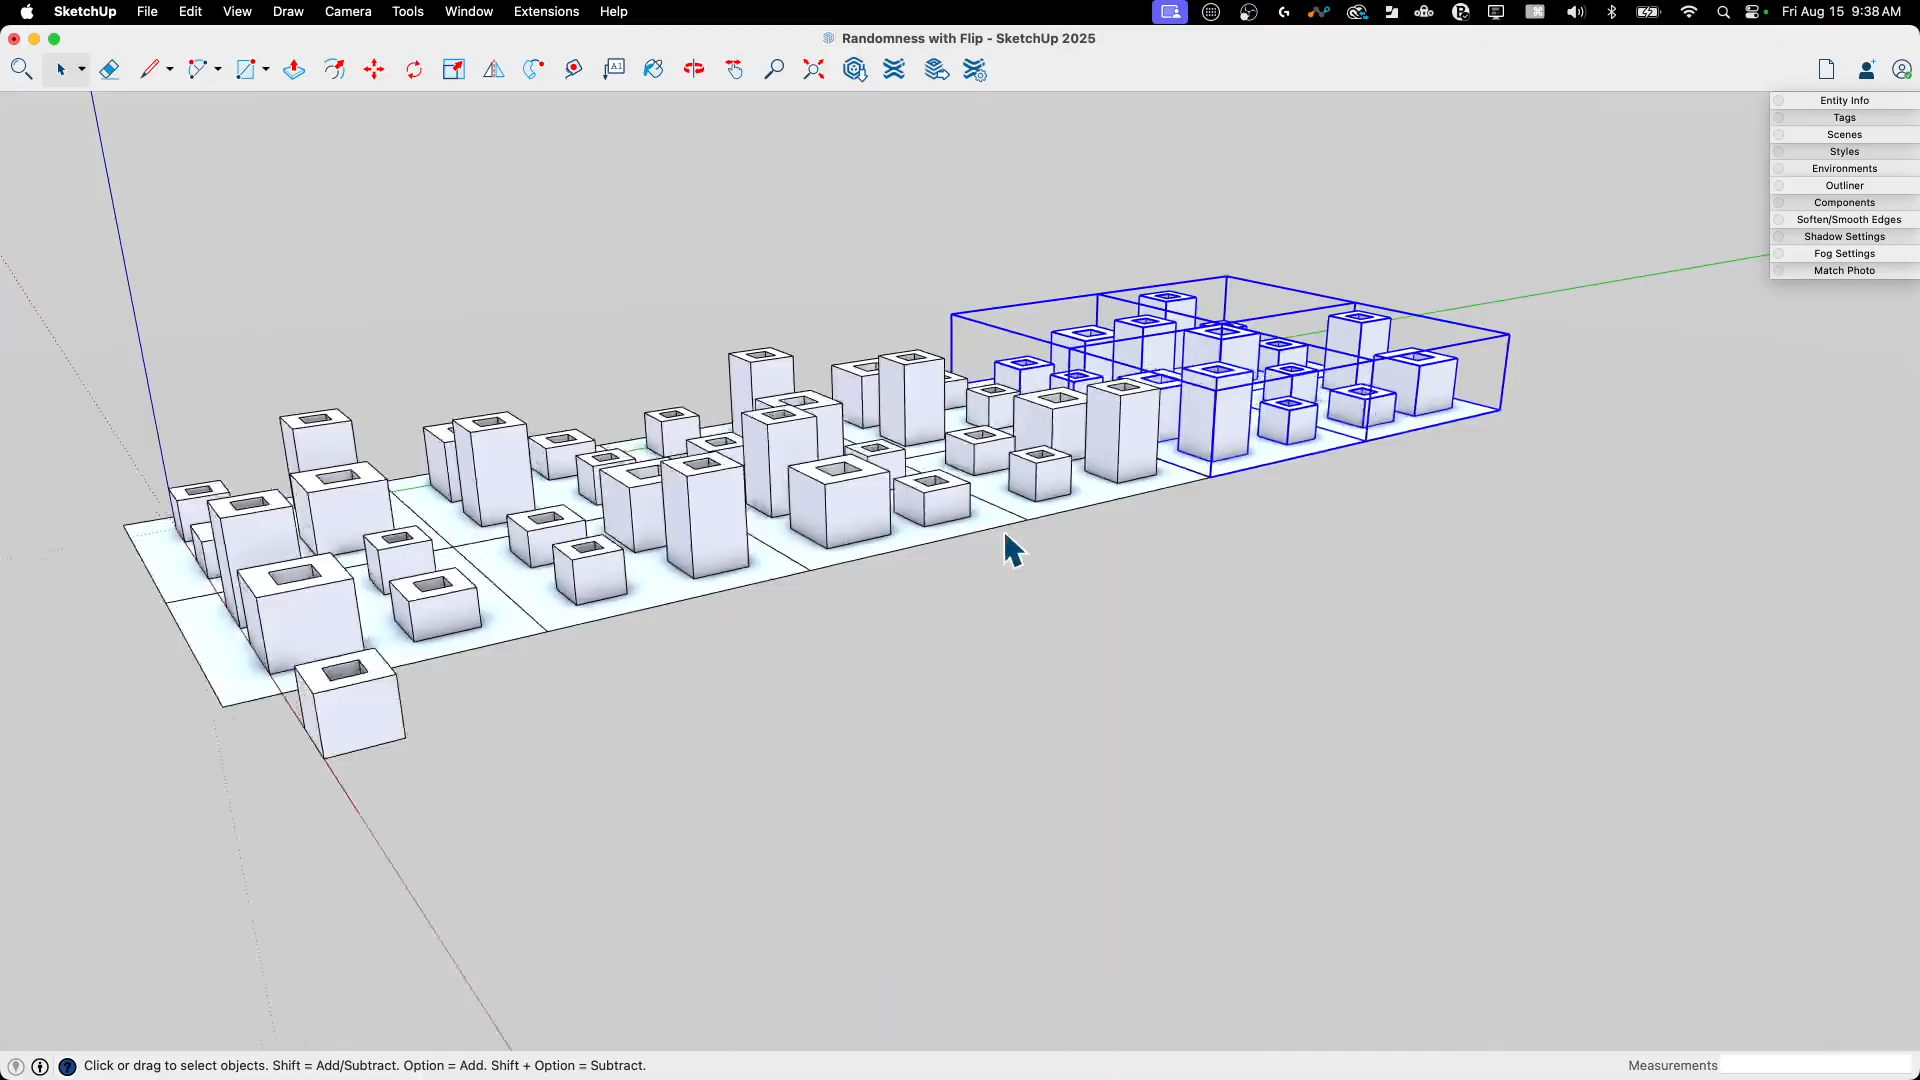 SketchUp File Edit View Draw Camera Tools Window Extensions Help Fri Aug 15 9:38 AM
Randomness with Flip - SketchUp 2025
A1
Entity Info
Tags
Scenes
Styles
Environments
Outliner
Components
Soften/Smooth Edges
Shadow Settings
Fog Settings
Match Photo
Click or drag to select objects. Shift = Add/Subtract. Option = Add. Shift + Option = Subtract. Measurements